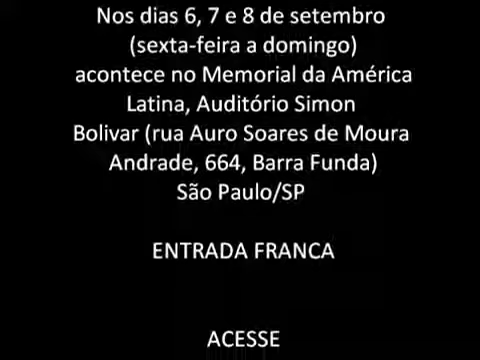 Nos dias 6, 7 e 8 de setembro
(sexta-feira a domingo)
acontece no Memorial da América
Latina, Auditório Simon
Bolivar (rua Auro Soares de Moura
Andrade, 664, Barra Funda)
São Paulo/SP
ENTRADA FRANCA
ACESSE